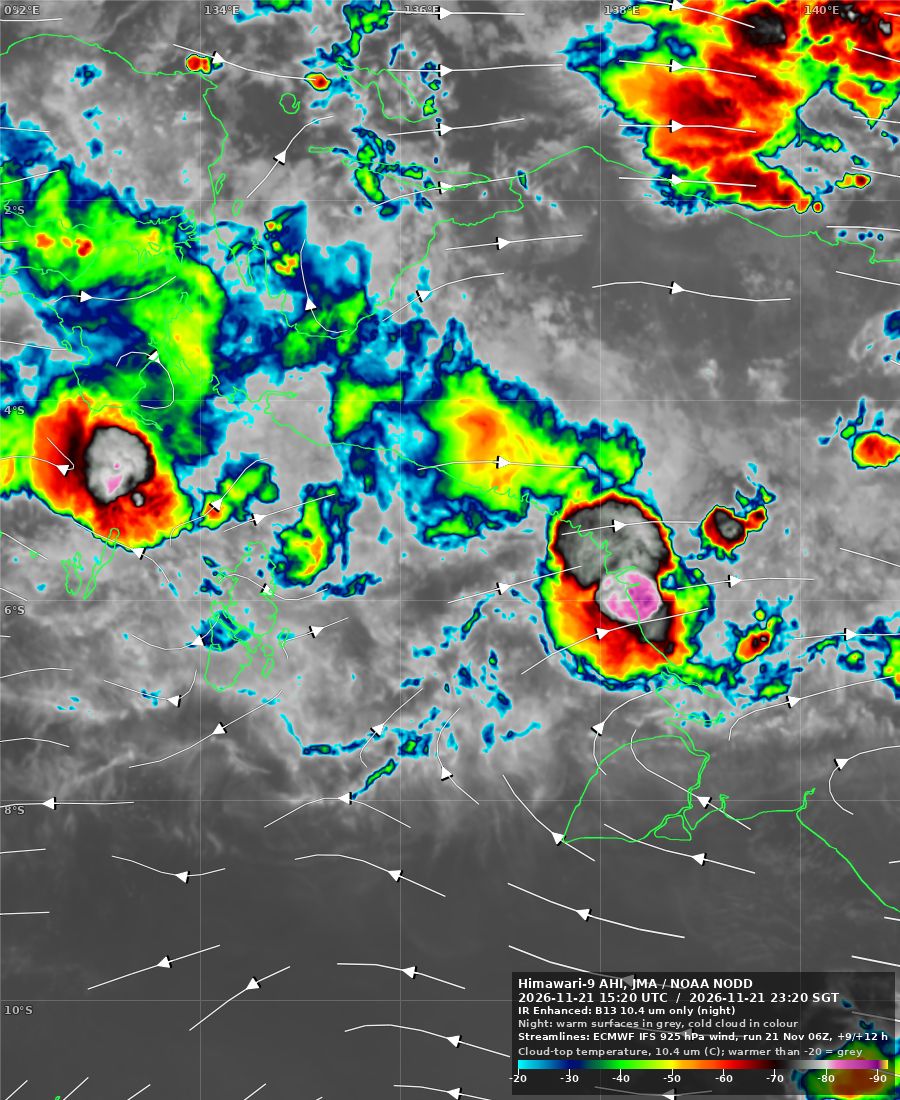 132°E 134°E 136°E 138°E 140°E
2°S
4°S
6°S
8°S
10°S
Himawari-9 AHI, JMA / NOAA NODD
2026-11-21 15:20 UTC / 2026-11-21 23:20 SGT
IR Enhanced: B13 10.4 um only (night)
Night: warm surfaces in grey, cold cloud in colour
Streamlines: ECMWF IFS 925 hPa wind, run 21 Nov 06Z, +9/+12 h
Cloud-top temperature, 10.4 um (C); warmer than -20 = grey
-20 -30 -40 -50 -60 -70 -80 -90